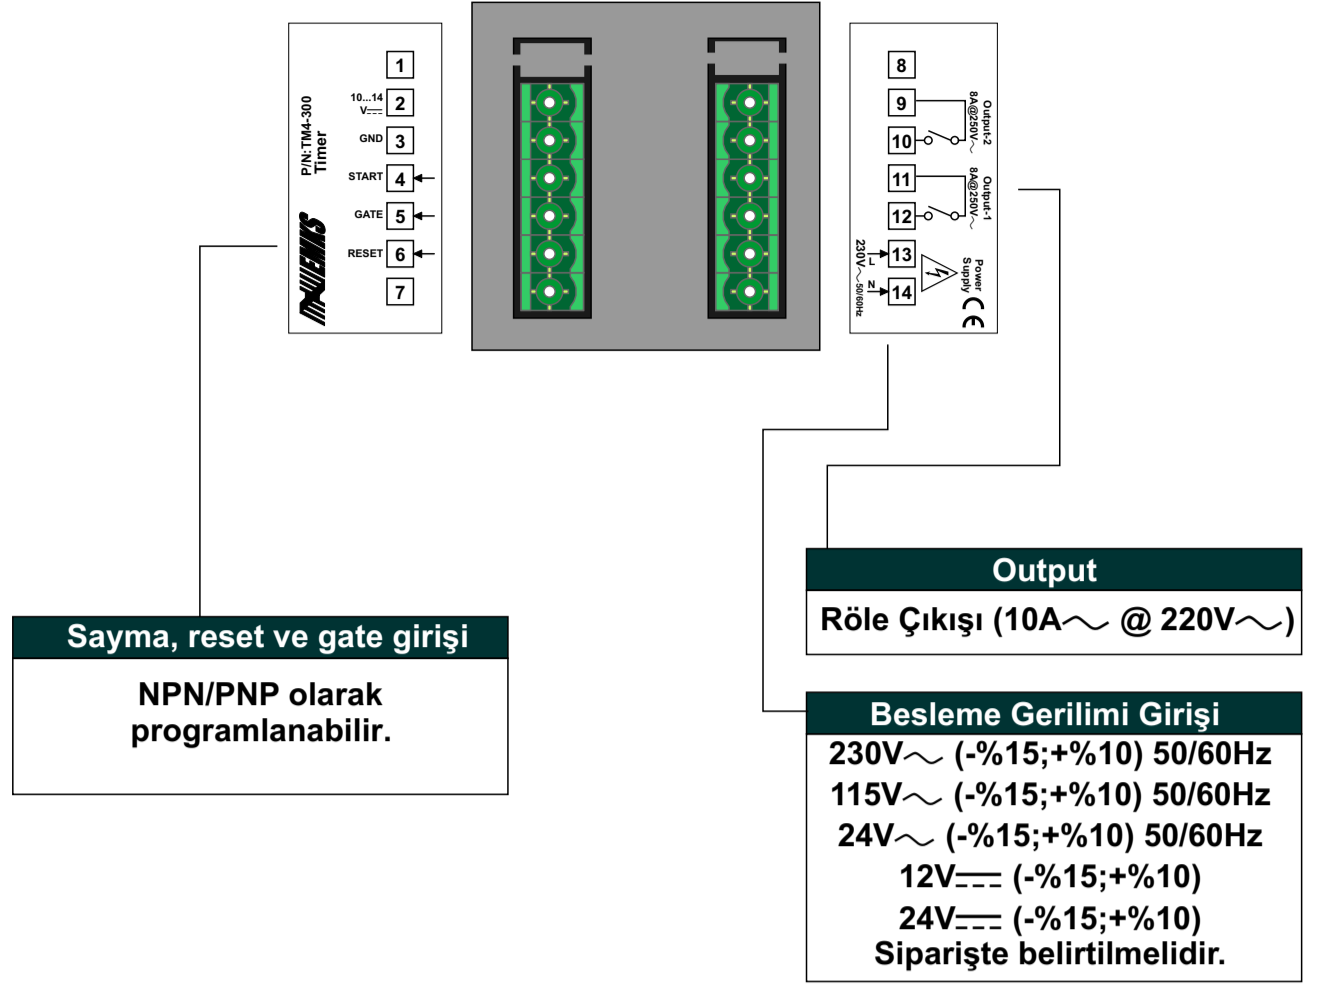 P/N:TM4-300
Timer
EMKS
1
10...14
V
2
GND
3
START
4
GATE
5
RESET
6
7
8
9
10
Output-2
8A@250V～
11
12
Output-1
8A@250V～
13
14
230V～50/60Hz
L
N
Power
Supply
CE
Sayma, reset ve gate girişi
NPN/PNP olarak
programlanabilir.
Output
Röle Çıkışı (10A～ @ 220V～)
Besleme Gerilimi Girişi
230V～ (-%15;+%10) 50/60Hz
115V～ (-%15;+%10) 50/60Hz
24V～ (-%15;+%10) 50/60Hz
12V⎓ (-%15;+%10)
24V⎓ (-%15;+%10)
Siparişte belirtilmelidir.